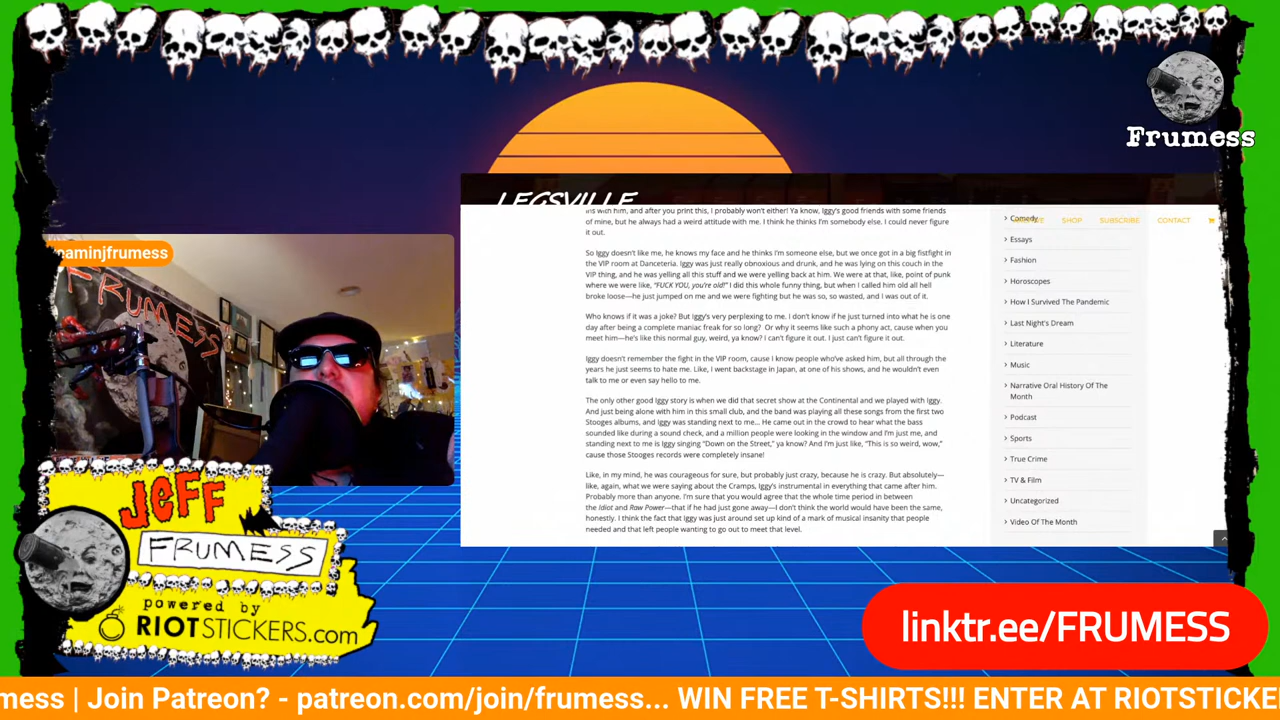 Frumess
LEGSVILLE
SHOP
SUBSCRIBE
CONTACT
eaminjfrumess
FRUMESS
with him, and after you print this, I probably won't either! Ya know, Iggy's good friends with some friends
of mine, but he always had a weird attitude with me. I think he thinks I'm somebody else. I could never figure
it out.
So Iggy doesn't like me, he knows my face and he thinks I'm someone else, but we once got in a big fistfight in
the VIP room at Danceteria. Iggy was just really obnoxious and drunk, and he was lying on this couch in the
VIP thing, and he was yelling all this stuff and we were yelling back at him. We were at that, like, point of punk
where we were like, "FUCK YOU, you're old!" I did this whole funny thing, but when I called him old all hell
broke loose—he just jumped on me and we were fighting but he was so, so wasted, and I was out of it.
Who knows if it was a joke? But Iggy's very perplexing to me. I don't know if he just turned into what he is one
day after being a complete maniac freak for so long? Or why it seems like such a phony act, cause when you
meet him—he's like this normal guy, weird, ya know? I can't figure it out. I just can't figure it out.
Iggy doesn't remember the fight in the VIP room, cause I know people who've asked him, but all through the
years he just seems to hate me. Like, I went backstage in Japan, at one of his shows, and he wouldn't even
talk to me or even say hello to me.
The only other good Iggy story is when we did that secret show at the Continental and we played with Iggy.
And just being alone with him in this small club, and the band was playing all these songs from the first two
Stooges albums, and Iggy was standing next to me... He came out in the crowd to hear what the bass
sounded like during a sound check, and a million people were looking in the window and I'm just me, and
standing next to me is Iggy singing "Down on the Street," ya know? And I'm just like, "This is so weird, wow,"
cause those Stooges records were completely insane!
Like, in my mind, he was courageous for sure, but probably just crazy, because he is crazy. But absolutely—
like, again, what we were saying about the Cramps, Iggy's instrumental in everything that came after him.
Probably more than anyone. I'm sure that you would agree that the whole time period in between
the Idiot and Raw Power—that if he had just gone away—I don't think the world would have been the same,
honestly. I think the fact that Iggy was just around set up kind of a mark of musical insanity that people
needed and that left people wanting to go out to meet that level.
Comedy
Essays
Fashion
Horoscopes
How I Survived The Pandemic
Last Night's Dream
Literature
Music
Narrative Oral History Of The
Month
Podcast
Sports
True Crime
TV & Film
Uncategorized
Video Of The Month
JEFF
FRUMESS
powered by
RIOTSTICKERS.com
linktr.ee/FRUMESS
mess | Join Patreon? - patreon.com/join/frumess... WIN FREE T-SHIRTS!!! ENTER AT RIOTSTICKE